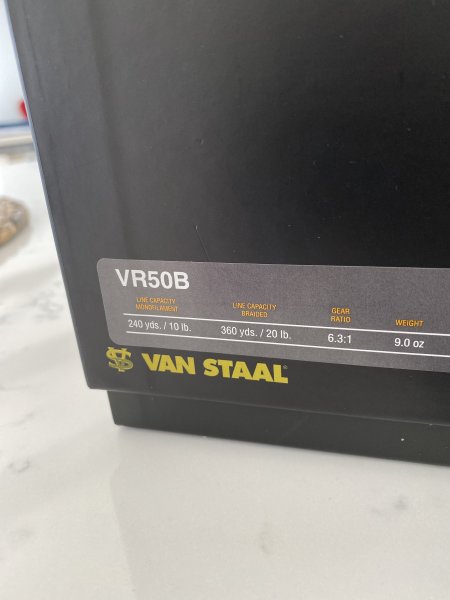 VR50B
LINE CAPACITY MONOFILAMENT
LINE CAPACITY BRAIDED
GEAR RATIO
WEIGHT
240 yds. / 10 lb.
360 yds. / 20 lb.
6.3:1
9.0 oz
VS VAN STAAL